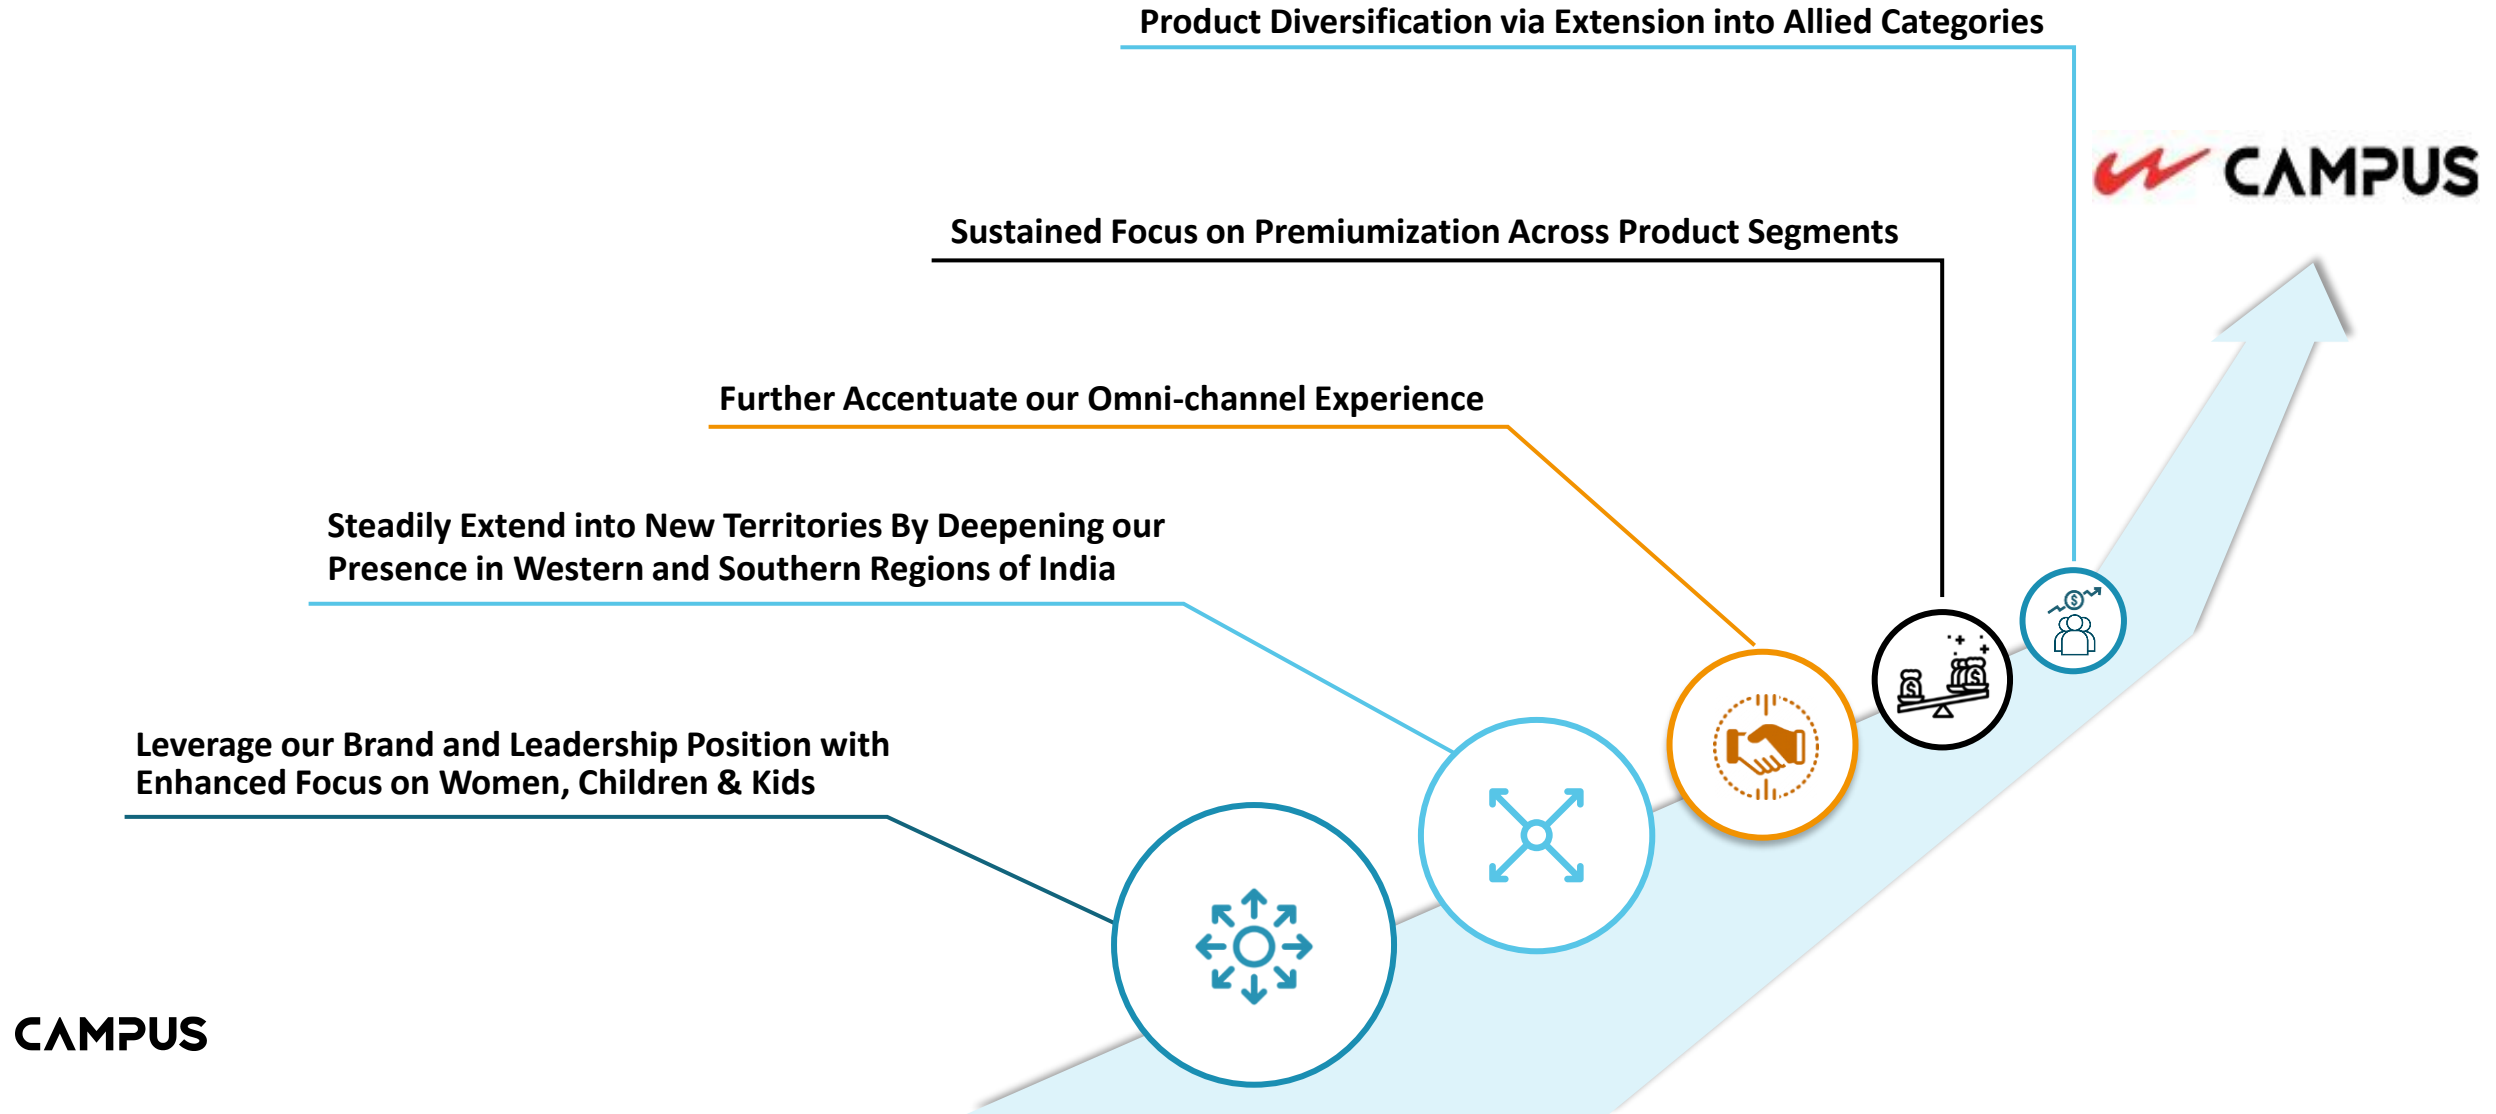 Product Diversification via Extension into Allied Categories
CAMPUS
Sustained Focus on Premiumization Across Product Segments
Further Accentuate our Omni-channel Experience
Steadily Extend into New Territories By Deepening our
Presence in Western and Southern Regions of India
Leverage our Brand and Leadership Position with
Enhanced Focus on Women, Children & Kids
CAMPUS